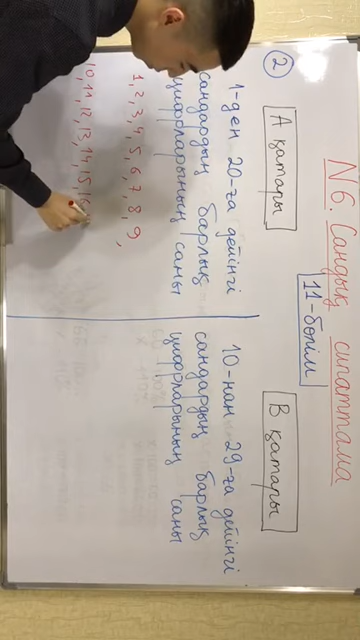 N6. Сандық сипаттама
11-бөлім
2
А қатары
1-ден 20-ға дейінгі
сандардың барлық
цифрларының саны
1, 2, 3, 4, 5, 6, 7, 8, 9,
10, 11, 12, 13, 14, 15, 16
В қатары
10-нан 29-ға дейінгі
сандардың барлық
цифрларының саны